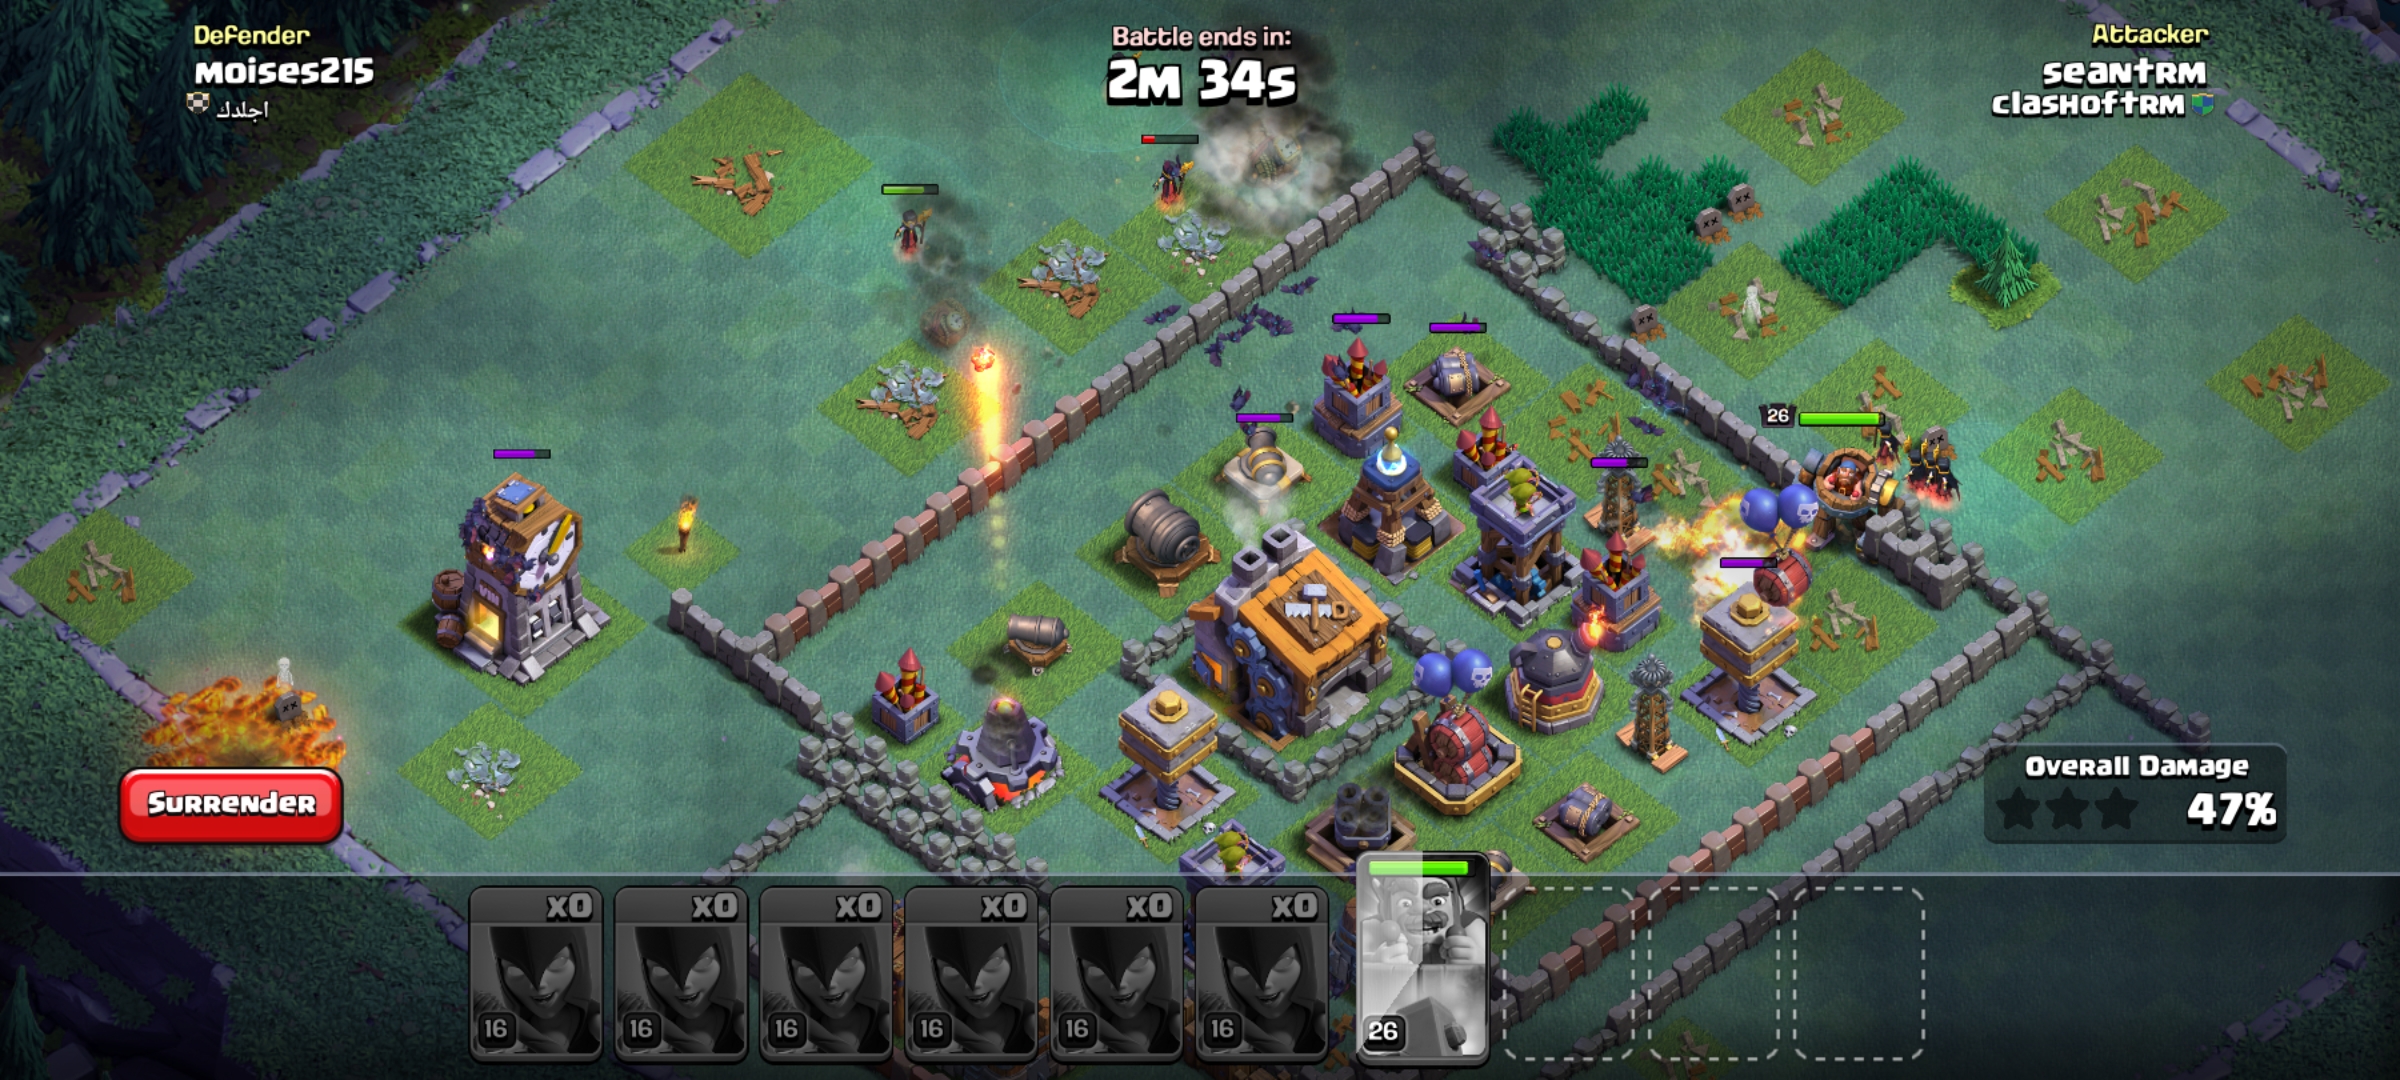 Defender
moises215
اجلدك
Battle ends in:
2m 34s
Attacker
seantRM
clashoftRM
26
VIII
Surrender
Overall Damage
47%
x0
x0
x0
x0
x0
x0
16
16
16
16
16
16
26